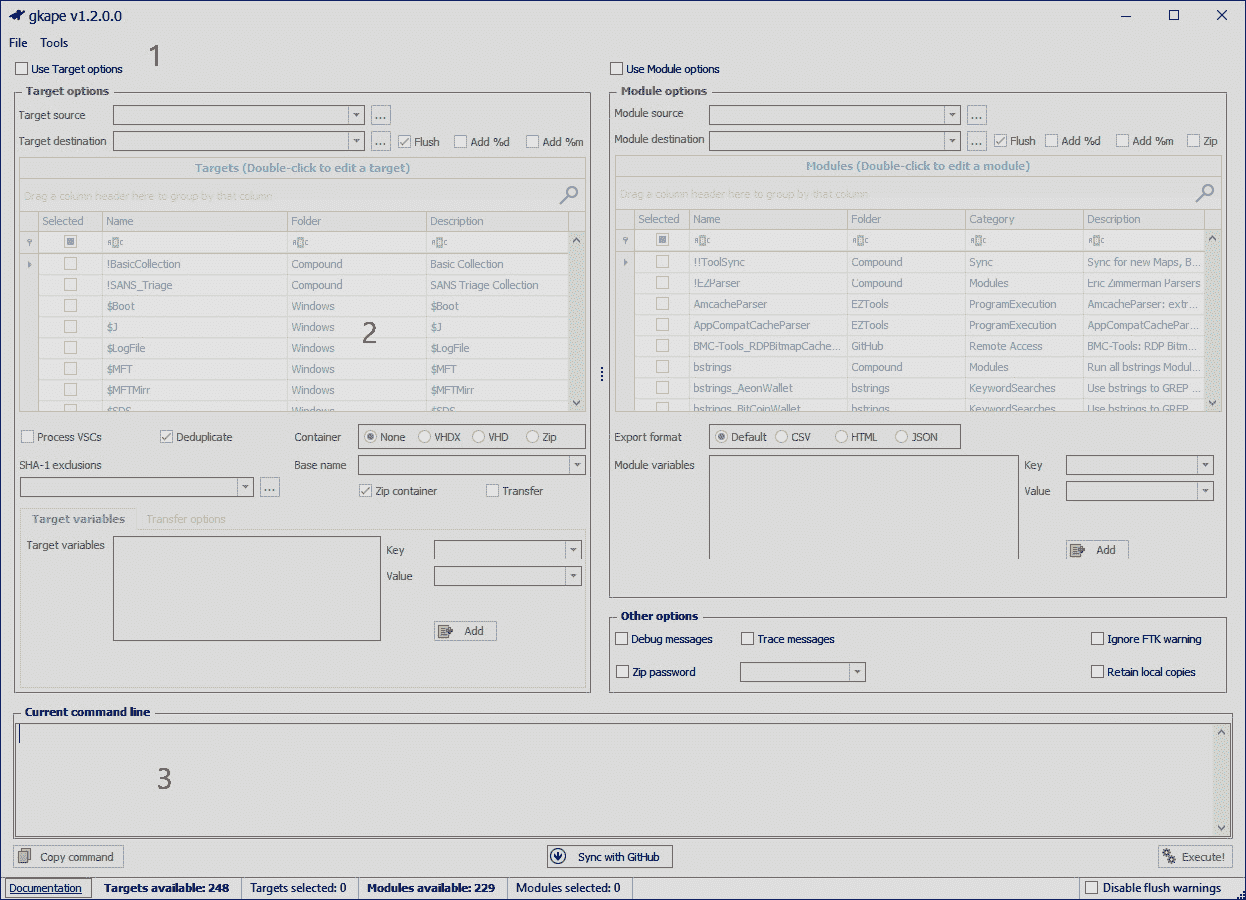 gkape v1.2.0.0
File Tools
1
Use Target options
Use Module options
Target options
Target source
...
Target destination
...
Flush
Add %d
Add %m
Targets (Double-click to edit a target)
Drag a column header here to group by that column
Selected Name Folder Description
!BasicCollection Compound Basic Collection
!SANS_Triage Compound SANS Triage Collection
$Boot Windows $Boot
$J Windows $J
$LogFile Windows $LogFile
$MFT Windows $MFT
$MFTMirr Windows $MFTMirr
$SDS Windows $SDS
2
Process VSCs
Deduplicate
Container
None VHDX VHD Zip
SHA-1 exclusions
...
Base name
Zip container
Transfer
Target variables
Transfer options
Target variables
Key
Value
Add
Module options
Module source
...
Module destination
...
Flush
Add %d
Add %m
Zip
Modules (Double-click to edit a module)
Drag a column header here to group by that column
Selected Name Folder Category Description
!!ToolSync Compound Sync Sync for new Maps, B...
!EZParser Compound Modules Eric Zimmerman Parsers
AmcacheParser EZTools ProgramExecution AmcacheParser: extr...
AppCompatCacheParser EZTools ProgramExecution AppCompatCachePar...
BMC-Tools_RDPBitmapCache... GitHub Remote Access BMC-Tools: RDP Bitm...
bstrings Compound Modules Run all bstrings Modul...
bstrings_AeonWallet bstrings KeywordSearches Use bstrings to GREP ...
bstrings_BitCoinWallet bstrings KeywordSearches Use bstrings to GREP
Export format
Default CSV HTML JSON
Module variables
Key
Value
Add
Other options
Debug messages
Trace messages
Ignore FTK warning
Zip password
Retain local copies
Current command line
3
Copy command
Sync with GitHub
Execute!
Documentation
Targets available: 248
Targets selected: 0
Modules available: 229
Modules selected: 0
Disable flush warnings